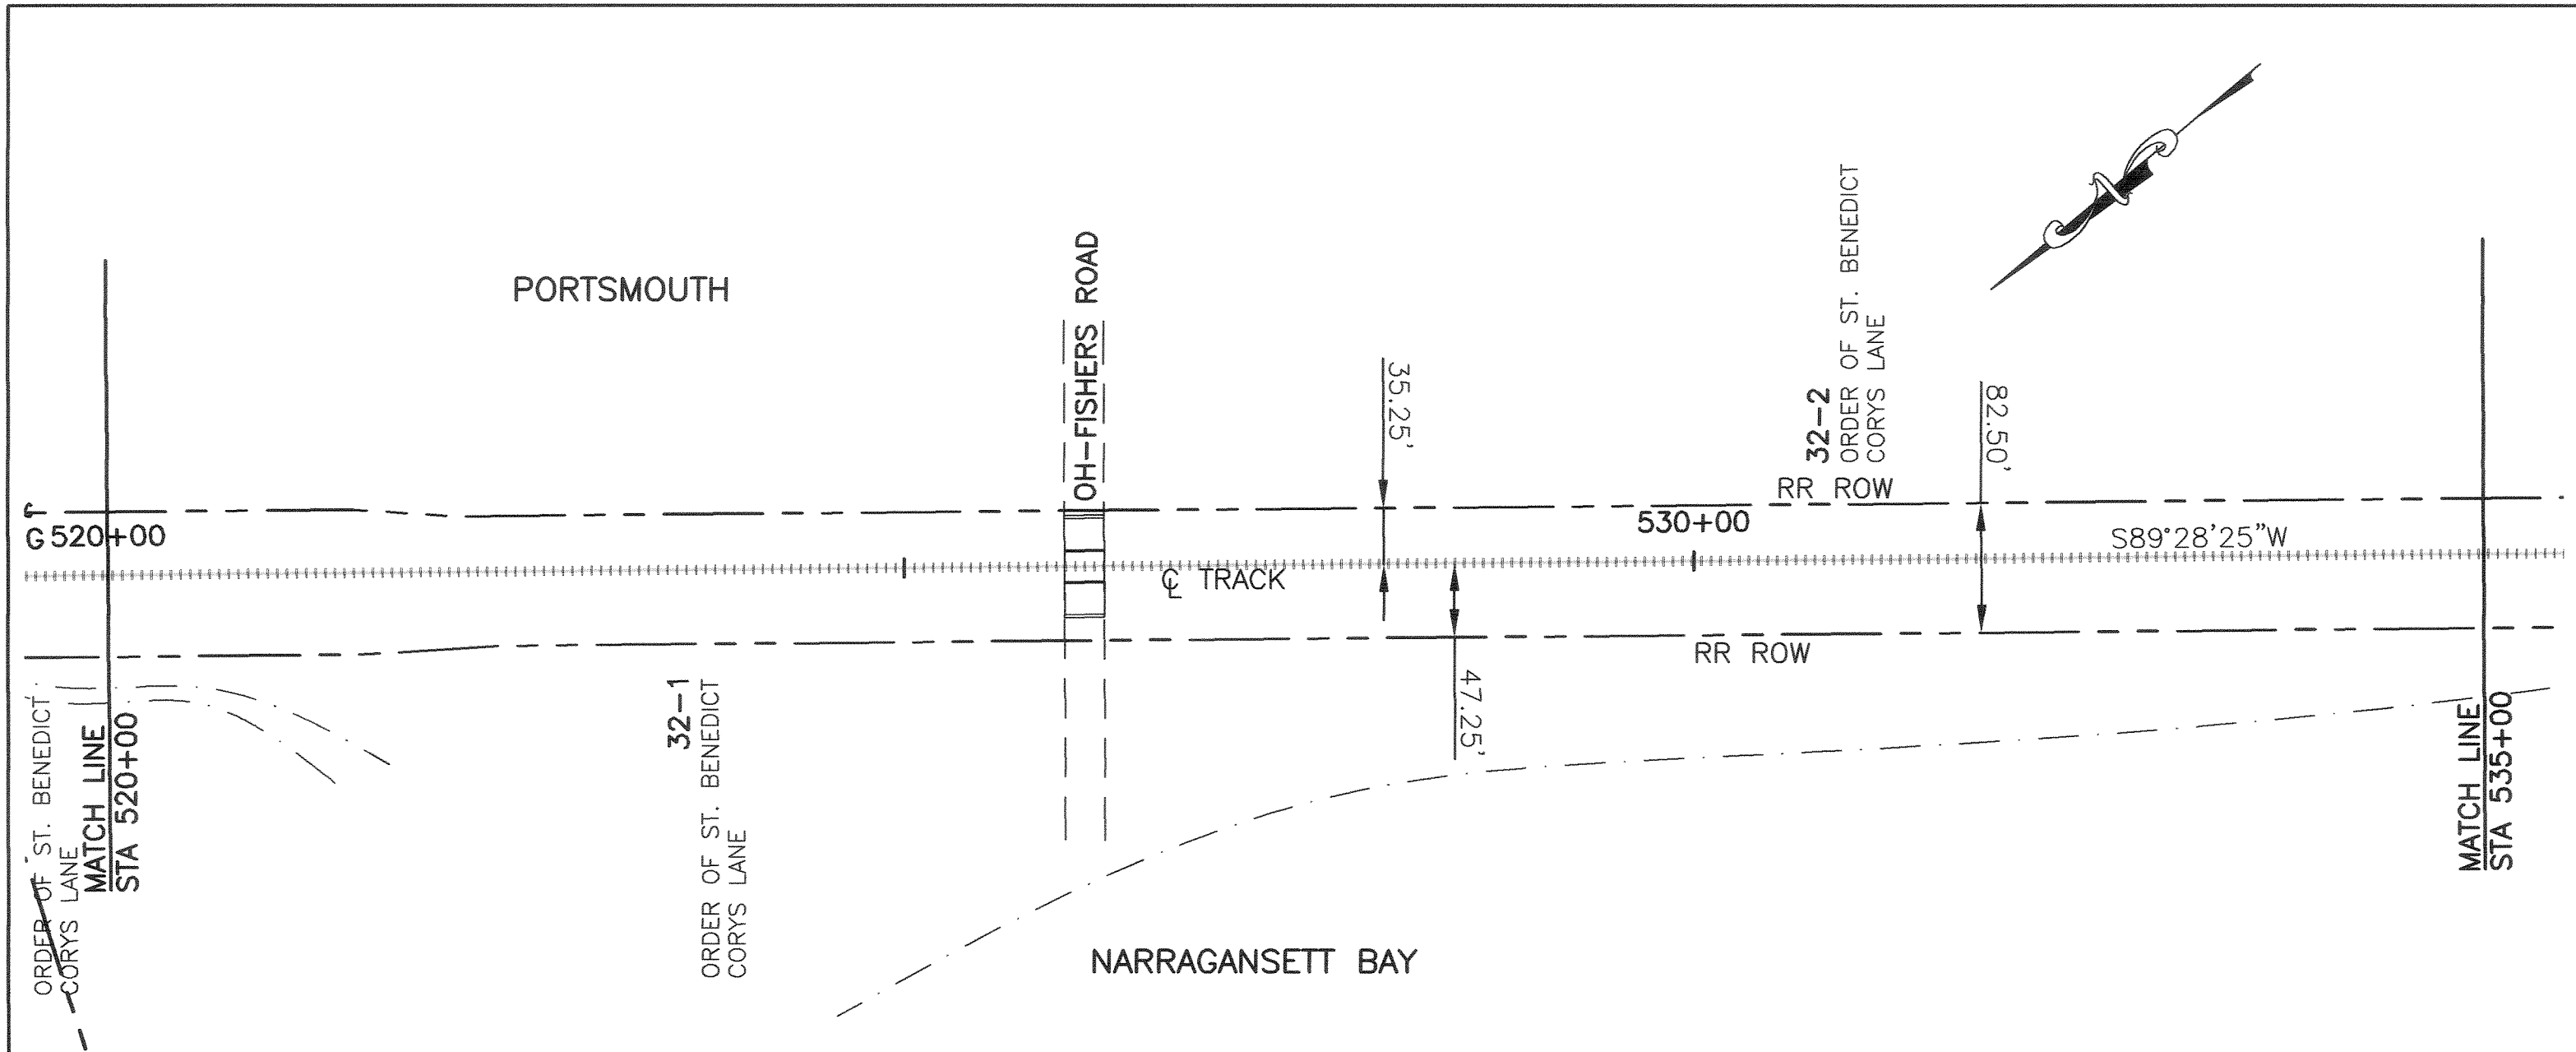 PORTSMOUTH
OH-FISHERS ROAD
35.25'
32-2
ORDER OF ST. BENEDICT
CORYS LANE
82.50'
RR ROW
G 520+00
530+00
S89°28'25"W
℄ TRACK
RR ROW
47.25'
ORDER OF ST. BENEDICT
CORYS LANE
MATCH LINE
STA 520+00
32-1
ORDER OF ST. BENEDICT
CORYS LANE
MATCH LINE
STA 535+00
NARRAGANSETT BAY